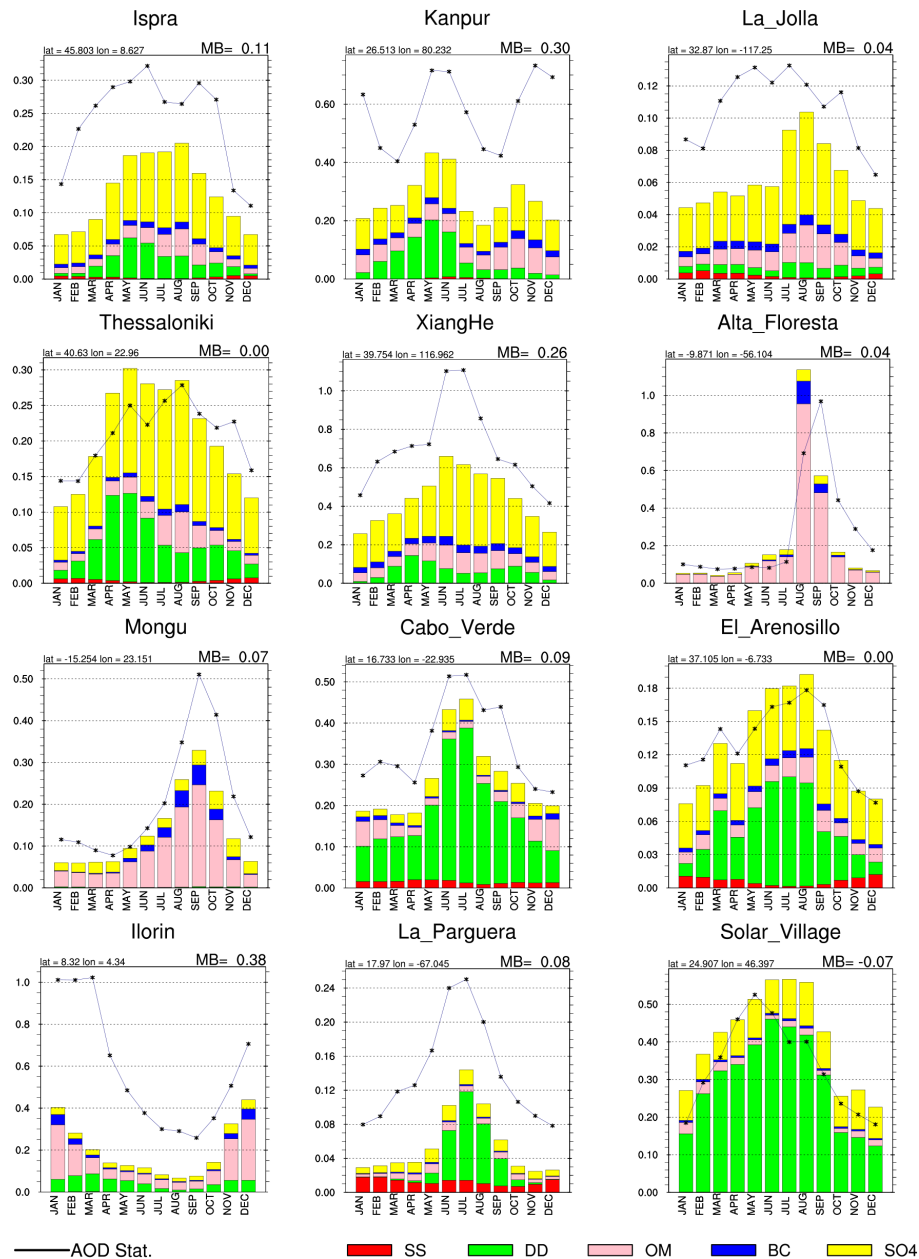 Ispra
lat = 45.803 lon = 8.627 MB= 0.11
0.30
0.25
0.20
0.15
0.10
0.05
0.00
JAN FEB MAR APR MAY JUN JUL AUG SEP OCT NOV DEC
Kanpur
lat = 26.513 lon = 80.232 MB= 0.30
0.60
0.40
0.20
0.00
JAN FEB MAR APR MAY JUN JUL AUG SEP OCT NOV DEC
La_Jolla
lat = 32.87 lon = -117.25 MB= 0.04
0.12
0.10
0.08
0.06
0.04
0.02
0.00
JAN FEB MAR APR MAY JUN JUL AUG SEP OCT NOV DEC
Thessaloniki
lat = 40.63 lon = 22.96 MB= 0.00
0.30
0.25
0.20
0.15
0.10
0.05
0.00
JAN FEB MAR APR MAY JUN JUL AUG SEP OCT NOV DEC
XiangHe
lat = 39.754 lon = 116.962 MB= 0.26
1.0
0.8
0.6
0.4
0.2
0.0
JAN FEB MAR APR MAY JUN JUL AUG SEP OCT NOV DEC
Alta_Floresta
lat = -9.871 lon = -56.104 MB= 0.04
1.0
0.8
0.6
0.4
0.2
0.0
JAN FEB MAR APR MAY JUN JUL AUG SEP OCT NOV DEC
Mongu
lat = -15.254 lon = 23.151 MB= 0.07
0.50
0.40
0.30
0.20
0.10
0.00
JAN FEB MAR APR MAY JUN JUL AUG SEP OCT NOV DEC
Cabo_Verde
lat = 16.733 lon = -22.935 MB= 0.09
0.50
0.40
0.30
0.20
0.10
0.00
JAN FEB MAR APR MAY JUN JUL AUG SEP OCT NOV DEC
El_Arenosillo
lat = 37.105 lon = -6.733 MB= 0.00
0.18
0.15
0.12
0.09
0.06
0.03
0.00
JAN FEB MAR APR MAY JUN JUL AUG SEP OCT NOV DEC
Ilorin
lat = 8.32 lon = 4.34 MB= 0.38
1.0
0.8
0.6
0.4
0.2
0.0
JAN FEB MAR APR MAY JUN JUL AUG SEP OCT NOV DEC
La_Parguera
lat = 17.97 lon = -67.045 MB= 0.08
0.24
0.20
0.16
0.12
0.08
0.04
0.00
JAN FEB MAR APR MAY JUN JUL AUG SEP OCT NOV DEC
Solar_Village
lat = 24.907 lon = 46.397 MB= -0.07
0.50
0.40
0.30
0.20
0.10
0.00
JAN FEB MAR APR MAY JUN JUL AUG SEP OCT NOV DEC
AOD Stat. SS DD OM BC SO4